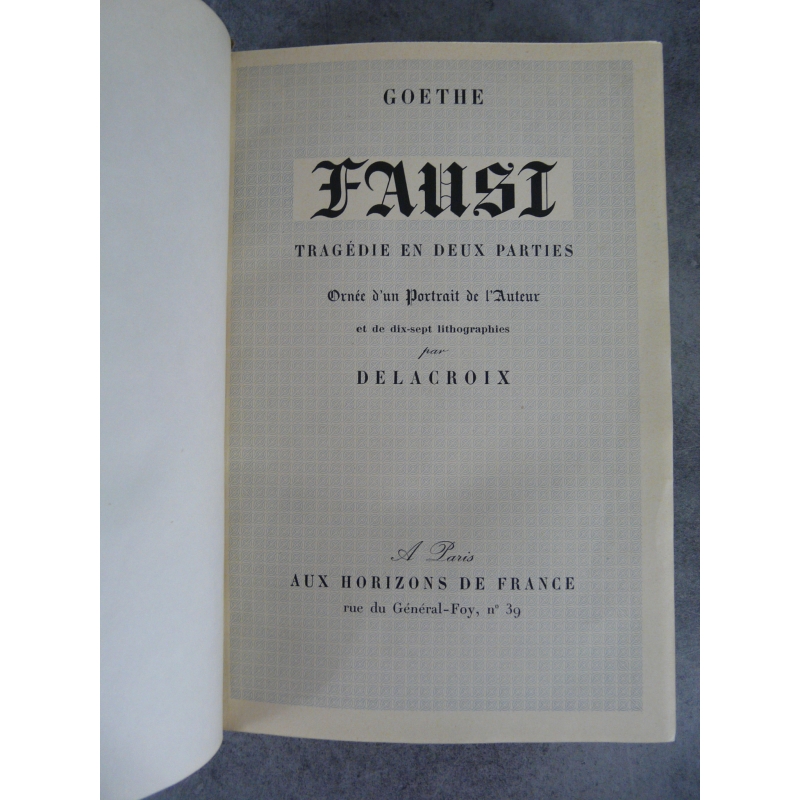 GOETHE
FAUST
TRAGÉDIE EN DEUX PARTIES
Ornée d'un Portrait de l'Auteur
et de dix-sept lithographies
par
DELACROIX
A Paris
AUX HORIZONS DE FRANCE
rue du Général-Foy, n° 39